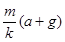 m/k (a + g)